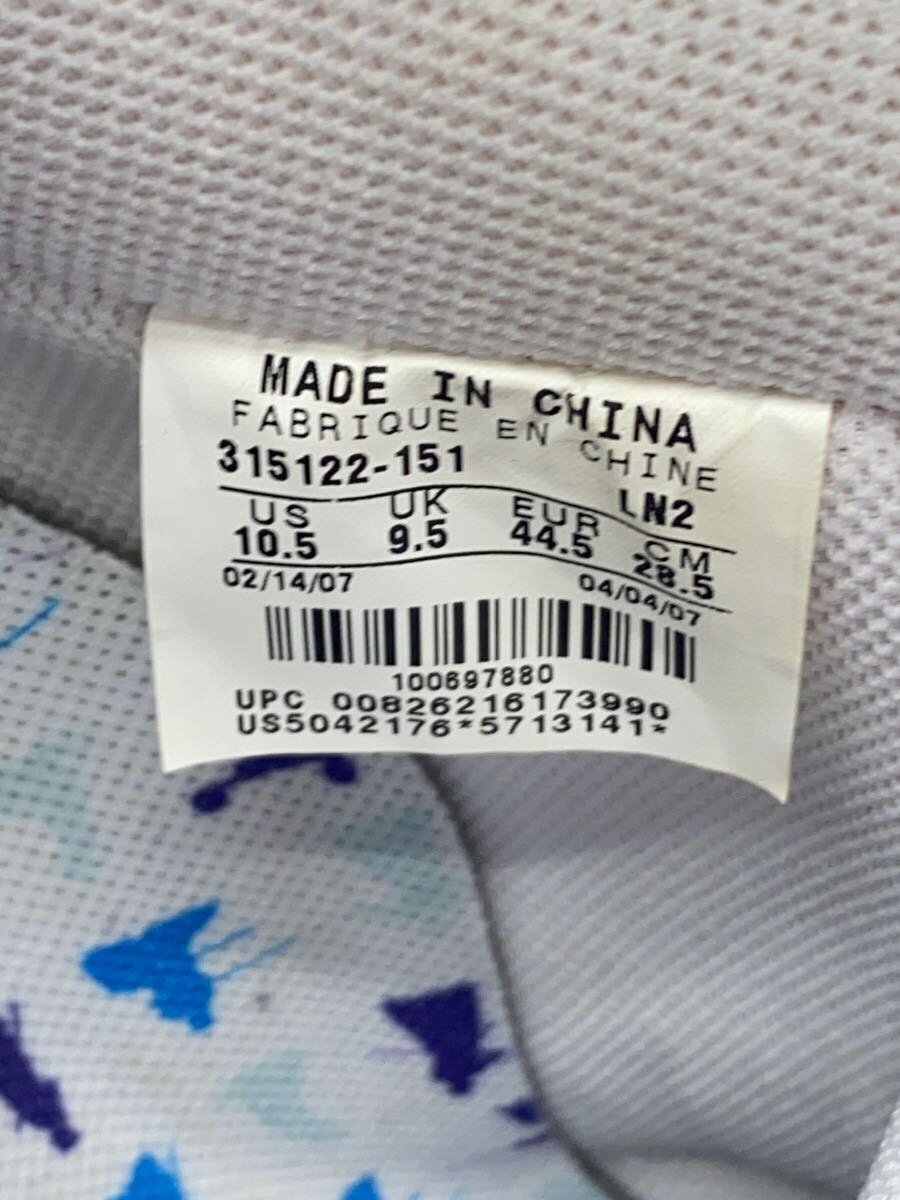 MADE IN CHINA
FABRIQUE EN CHINE
315122-151 LN2
US UK EUR CM
10.5 9.5 44.5 28.5
02/14/07 04/04/07
100697880
UPC 00826216173990
US5042176*5713141*